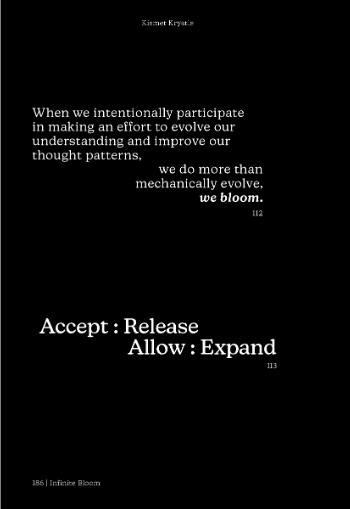 Kismet Kryatis
When we intentionally participate
in making an effort to evolve our
understanding and improve our
thought patterns,
we do more than
mechanically evolve,
we bloom.
112
Accept : Release
Allow : Expand
113
186 | Infinite Bloom